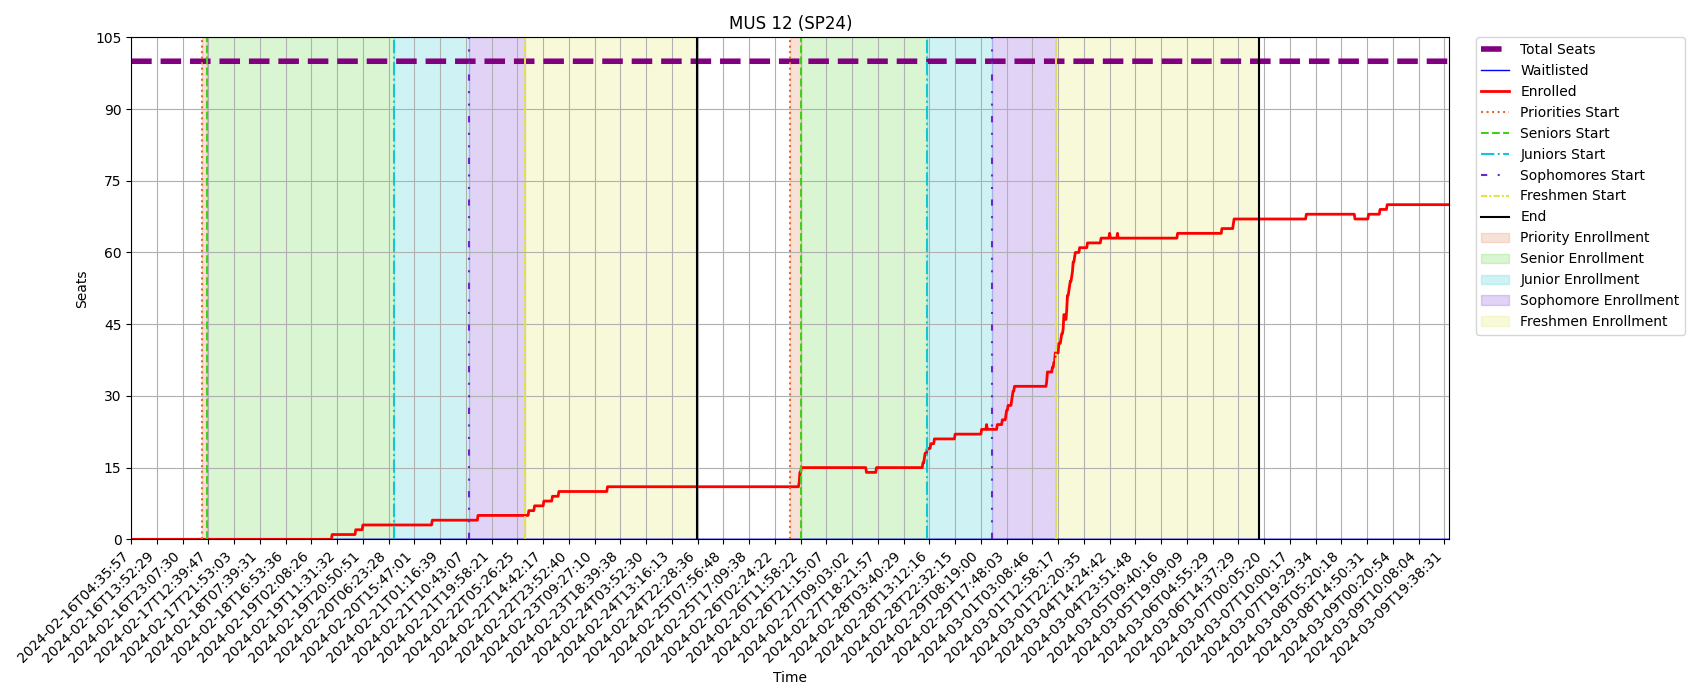 MUS 12 (SP24)
105
90
75
60
45
30
15
0
Seats
2024-02-16T04:35:57
2024-02-16T13:52:29
2024-02-16T23:07:30
2024-02-17T12:39:47
2024-02-17T21:53:03
2024-02-18T07:39:31
2024-02-18T16:53:36
2024-02-19T02:08:26
2024-02-19T11:31:32
2024-02-19T20:50:51
2024-02-20T06:23:28
2024-02-20T15:47:01
2024-02-21T01:16:39
2024-02-21T10:43:07
2024-02-21T19:58:21
2024-02-22T05:26:25
2024-02-22T14:42:17
2024-02-22T23:52:40
2024-02-23T09:27:10
2024-02-23T18:39:38
2024-02-24T03:52:30
2024-02-24T13:16:13
2024-02-24T22:28:36
2024-02-25T07:56:48
2024-02-25T17:09:38
2024-02-26T02:24:22
2024-02-26T11:58:22
2024-02-26T21:15:07
2024-02-27T09:03:02
2024-02-27T18:21:57
2024-02-28T03:40:29
2024-02-28T13:12:16
2024-02-28T22:32:15
2024-02-29T08:19:00
2024-02-29T17:48:03
2024-03-01T03:08:46
2024-03-01T12:58:17
2024-03-01T22:20:35
2024-03-04T14:24:42
2024-03-04T23:51:48
2024-03-05T09:40:16
2024-03-05T19:09:09
2024-03-06T04:55:29
2024-03-06T14:37:29
2024-03-07T00:05:20
2024-03-07T10:00:17
2024-03-07T19:29:34
2024-03-08T05:20:18
2024-03-08T14:50:31
2024-03-09T00:20:54
2024-03-09T10:08:04
2024-03-09T19:38:31
Time
Total Seats
Waitlisted
Enrolled
Priorities Start
Seniors Start
Juniors Start
Sophomores Start
Freshmen Start
End
Priority Enrollment
Senior Enrollment
Junior Enrollment
Sophomore Enrollment
Freshmen Enrollment